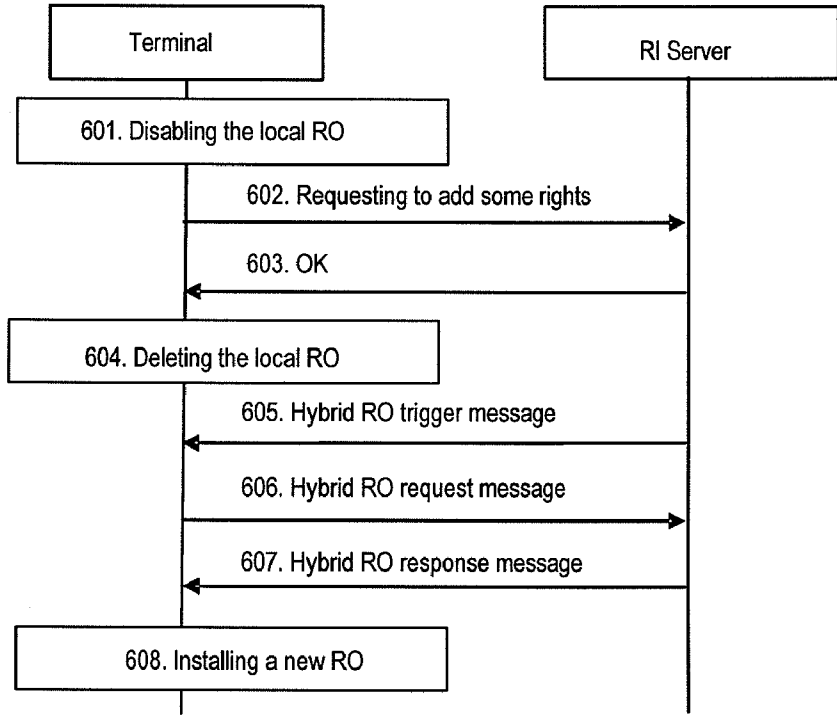 Terminal
RI Server
601. Disabling the local RO
602. Requesting to add some rights
603. OK
604. Deleting the local RO
605. Hybrid RO trigger message
606. Hybrid RO request message
607. Hybrid RO response message
608. Installing a new RO